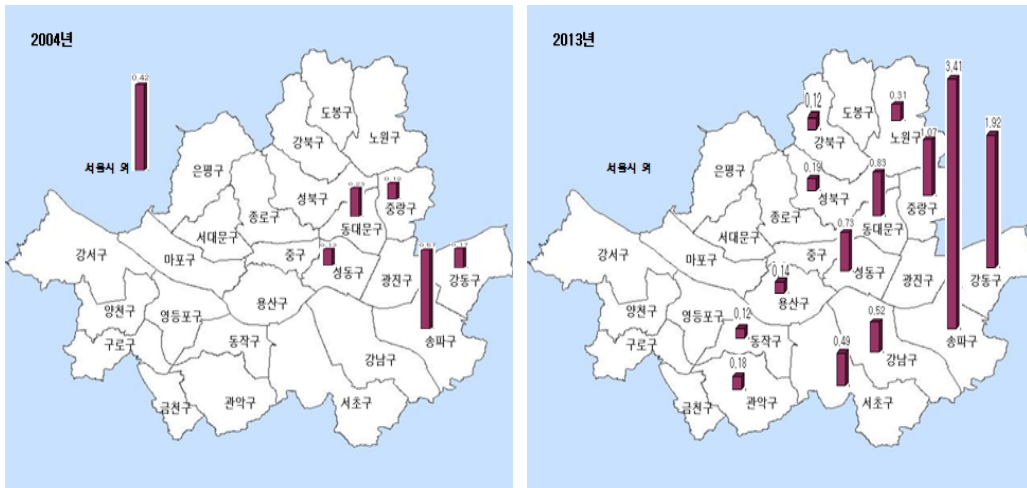 2004년
0.42
서울시 외
도봉구
노원구
강북구
은평구
성북구
0.23
0.12
중랑구
종로구
동대문구
서대문구
강서구
마포구
중구
0.12
성동구
광진구
0.17
강동구
양천구
용산구
영등포구
송파구
구로구
동작구
강남구
금천구
관악구
서초구
2013년
3.41
0.12
0.31
도봉구
노원구
강북구
1.07
1.92
서울시 외
은평구
0.19
성북구
0.83
중랑구
종로구
동대문구
서대문구
0.73
강서구
마포구
중구
성동구
광진구
강동구
0.14
양천구
용산구
영등포구
0.12
0.52
송파구
구로구
동작구
0.49
강남구
0.18
금천구
관악구
서초구